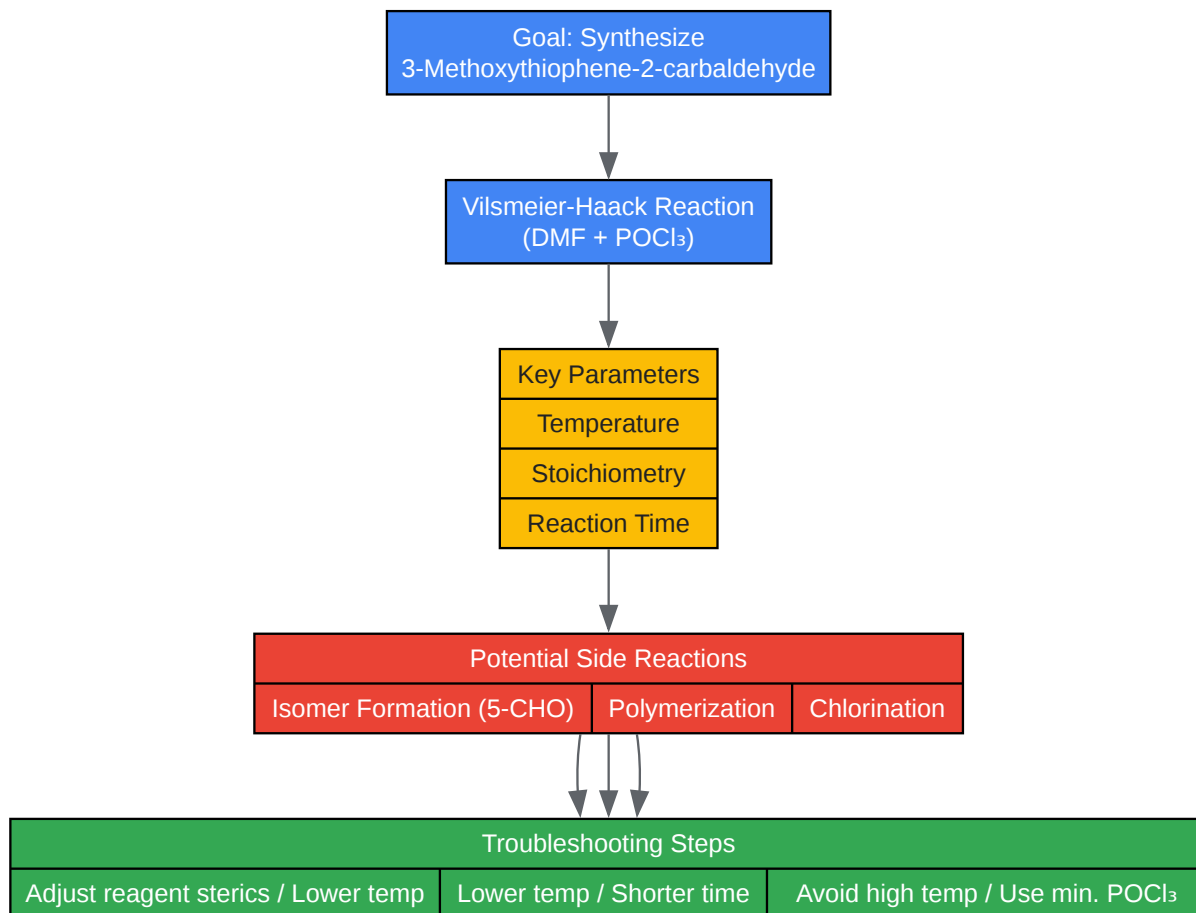 Goal: Synthesize
3-Methoxythiophene-2-carbaldehyde
Vilsmeier-Haack Reaction
(DMF + POCl₃)
Key Parameters
Temperature
Stoichiometry
Reaction Time
Potential Side Reactions
Isomer Formation (5-CHO)
Polymerization
Chlorination
Troubleshooting Steps
Adjust reagent sterics / Lower temp
Lower temp / Shorter time
Avoid high temp / Use min. POCl₃